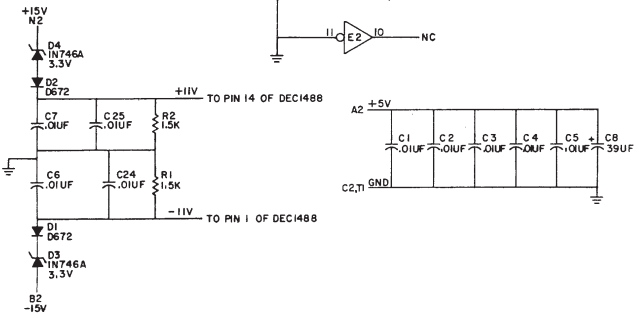 +15V
N2
D4
IN746A
3.3V
D2
D672
+11V
TO PIN 14 OF DEC1488
C7
.01UF
C25
.01UF
R2
1.5K
C6
.01UF
C24
.01UF
R1
1.5K
-11V
TO PIN 1 OF DEC1488
D1
D672
D3
IN746A
3.3V
B2
-15V
11
E2
10
NC
A2
+5V
C1
.01UF
C2
.01UF
C3
.01UF
C4
.01UF
C5
.01UF
+
C8
39UF
C2,T1
GND